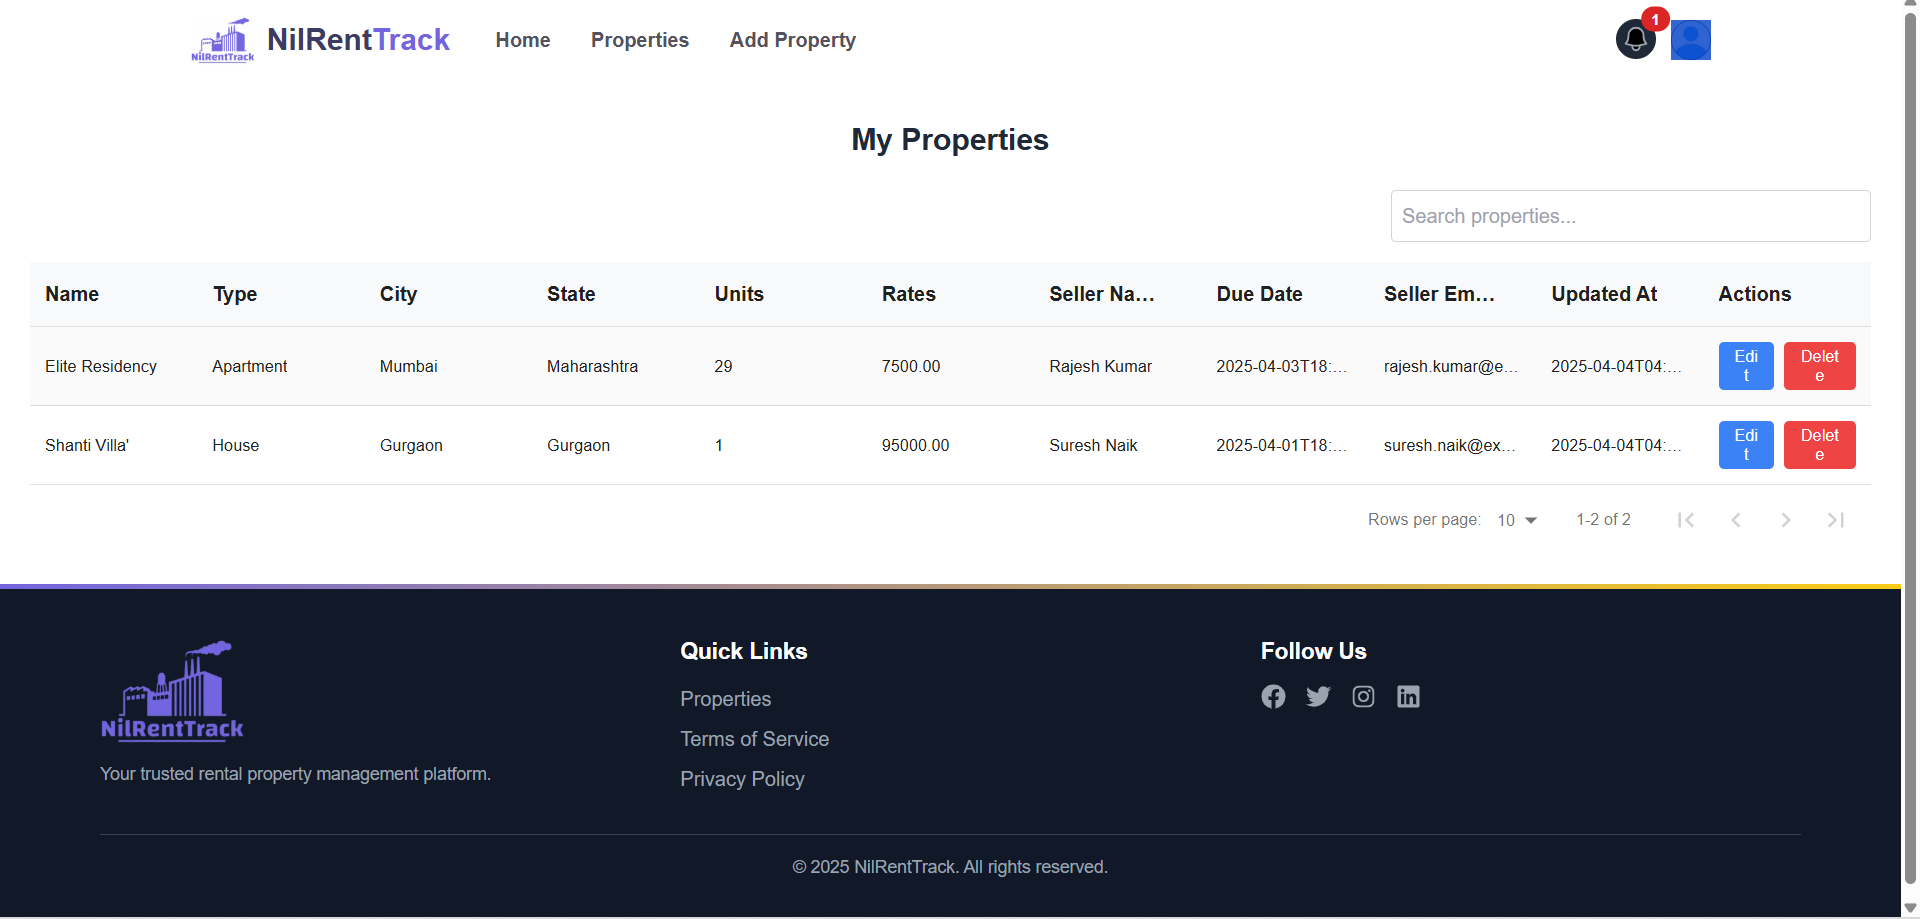 NilRentTrack
NilRentTrack Home Properties Add Property
1
My Properties
Search properties...
Name Type City State Units Rates Seller Na... Due Date Seller Em... Updated At Actions
Elite Residency Apartment Mumbai Maharashtra 29 7500.00 Rajesh Kumar 2025-04-03T18:... rajesh.kumar@e... 2025-04-04T04:...
Edi
t
Delet
e
Shanti Villa' House Gurgaon Gurgaon 1 95000.00 Suresh Naik 2025-04-01T18:... suresh.naik@ex... 2025-04-04T04:...
Edi
t
Delet
e
Rows per page: 10 1-2 of 2
NilRentTrack
Your trusted rental property management platform.
Quick Links
Properties
Terms of Service
Privacy Policy
Follow Us
© 2025 NilRentTrack. All rights reserved.